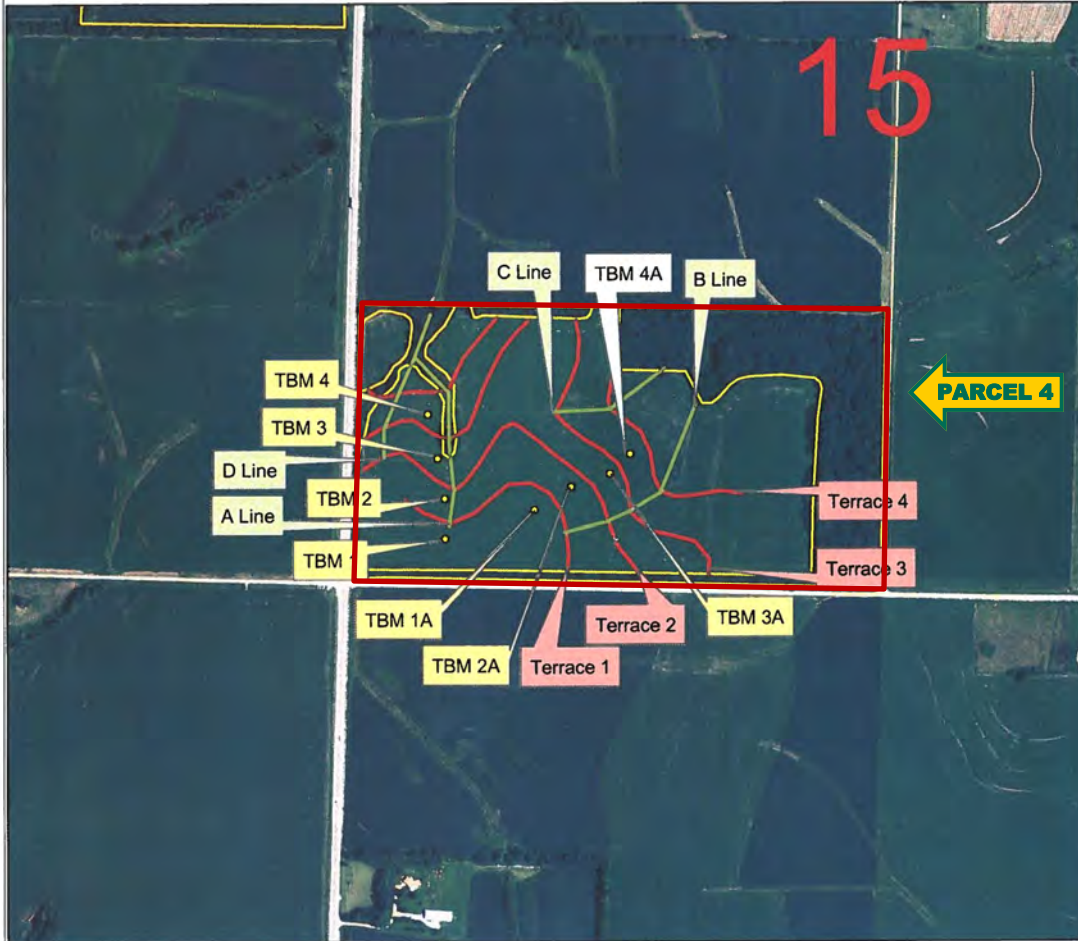 15
C Line
TBM 4A
B Line
TBM 4
PARCEL 4
TBM 3
D Line
TBM 2
Terrace 4
A Line
TBM 1
Terrace 3
TBM 1A
Terrace 2
TBM 3A
TBM 2A
Terrace 1